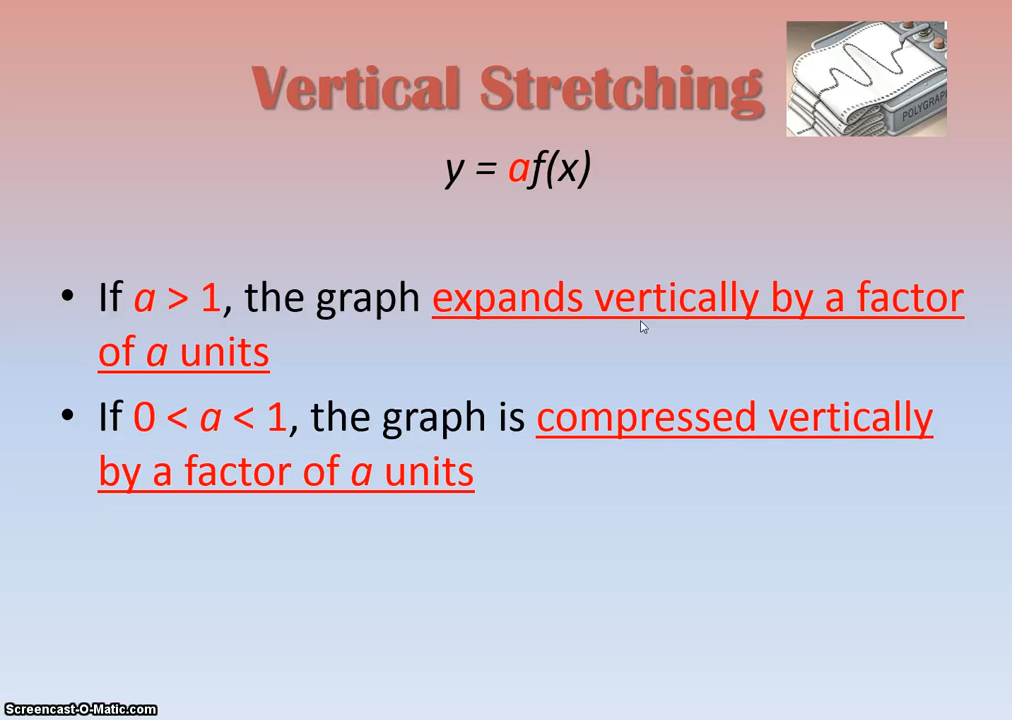 Vertical Stretching
POLYGRAPH
y = af(x)
• If a > 1, the graph expands vertically by a factor
of a units
• If 0 < a < 1, the graph is compressed vertically
by a factor of a units
Screencast-O-Matic.com